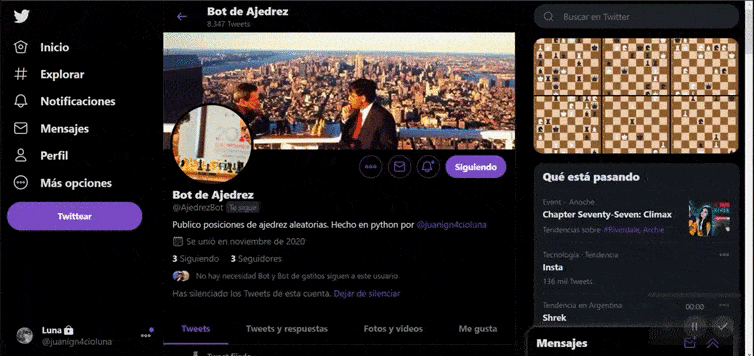 Bot de Ajedrez
8.347 Tweets
Inicio
Explorar
Notificaciones
Mensajes
Perfil
Más opciones
Twittear
Luna
@juanign4cioluna
Siguiendo
Bot de Ajedrez
@AjedrezBot Te sigue
Publico posiciones de ajedrez aleatorias. Hecho en python por @juanign4cioluna
Se unió en noviembre de 2020
3 Siguiendo 3 Seguidores
No hay necesidad Bot y Bot de gatitos siguen a este usuario
Has silenciado los Tweets de esta cuenta. Dejar de silenciar
Tweets Tweets y respuestas Fotos y videos Me gusta
Tweet fijado
Buscar en Twitter
Qué está pasando
Event · Anoche
Chapter Seventy-Seven: Climax
Tendencias sobre #Riverdale, Archie
Tecnología · Tendencia
Insta
136 mil Tweets
Tendencia en Argentina
Shrek
00:00
Mensajes